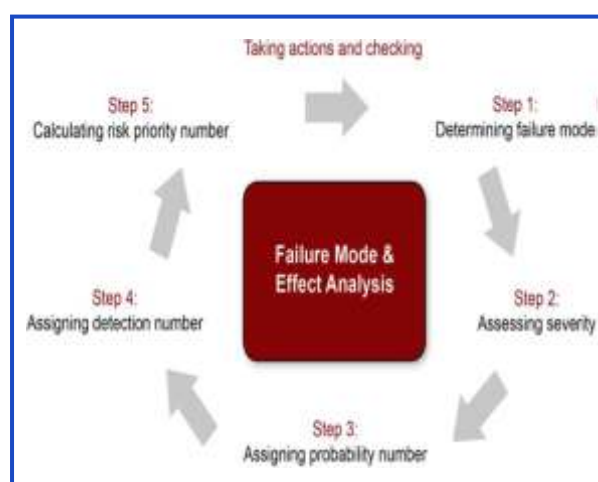 Taking actions and checking
Step 5:
Calculating risk priority number
Step 1:
Determining failure mode
Failure Mode &
Effect Analysis
Step 4:
Assigning detection number
Step 2:
Assessing severity
Step 3:
Assigning probability number